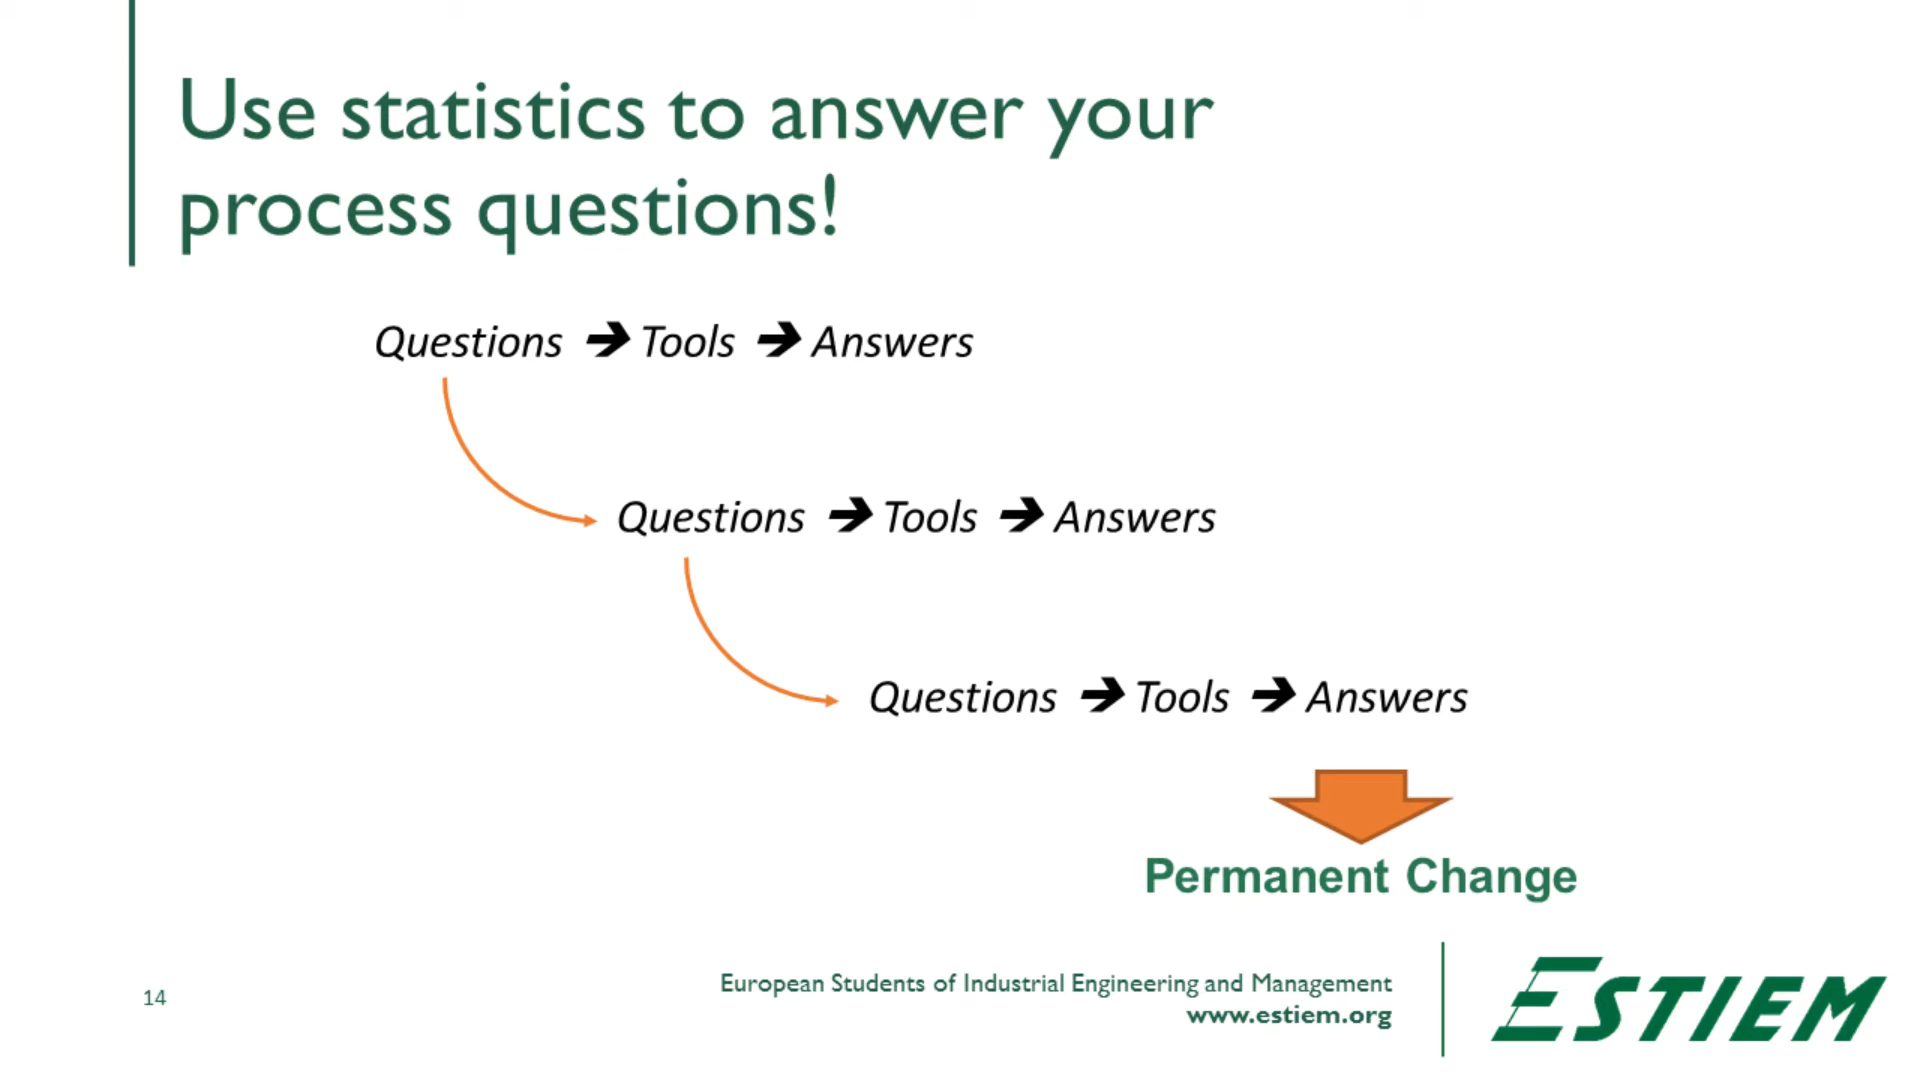 Use statistics to answer your
process questions!
Questions ➔ Tools ➔ Answers
Questions ➔ Tools ➔ Answers
Questions ➔ Tools ➔ Answers
Permanent Change
14
European Students of Industrial Engineering and Management
www.estiem.org
ESTIEM